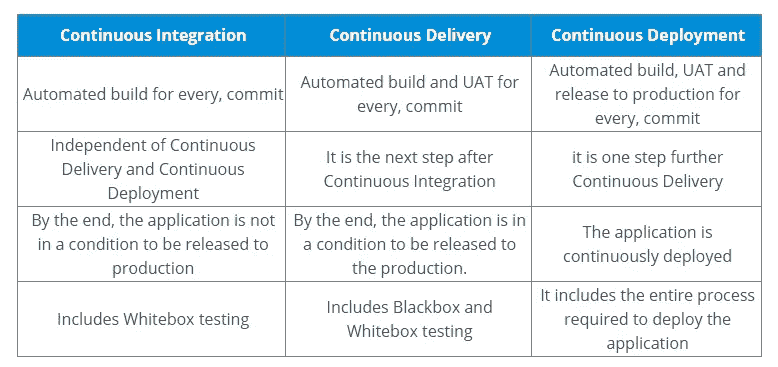 Continuous Integration
Continuous Delivery
Continuous Deployment
Automated build for every, commit
Automated build and UAT for
every, commit
Automated build, UAT and
release to production for
every, commit
Independent of Continuous
Delivery and Continuous
Deployment
It is the next step after
Continuous Integration
it is one step further
Continuous Delivery
By the end, the application is not
in a condition to be released to
production
By the end, the application is in
a condition to be released to
the production.
The application is
continuously deployed
Includes Whitebox testing
Includes Blackbox and
Whitebox testing
It includes the entire process
required to deploy the
application